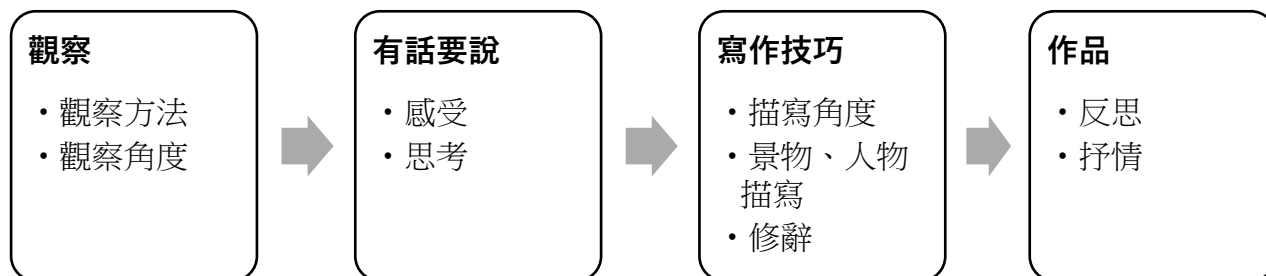 觀察
・觀察方法
・觀察角度
有話要說
・感受
・思考
寫作技巧
・描寫角度
・景物、人物
描寫
・修辭
作品
・反思
・抒情